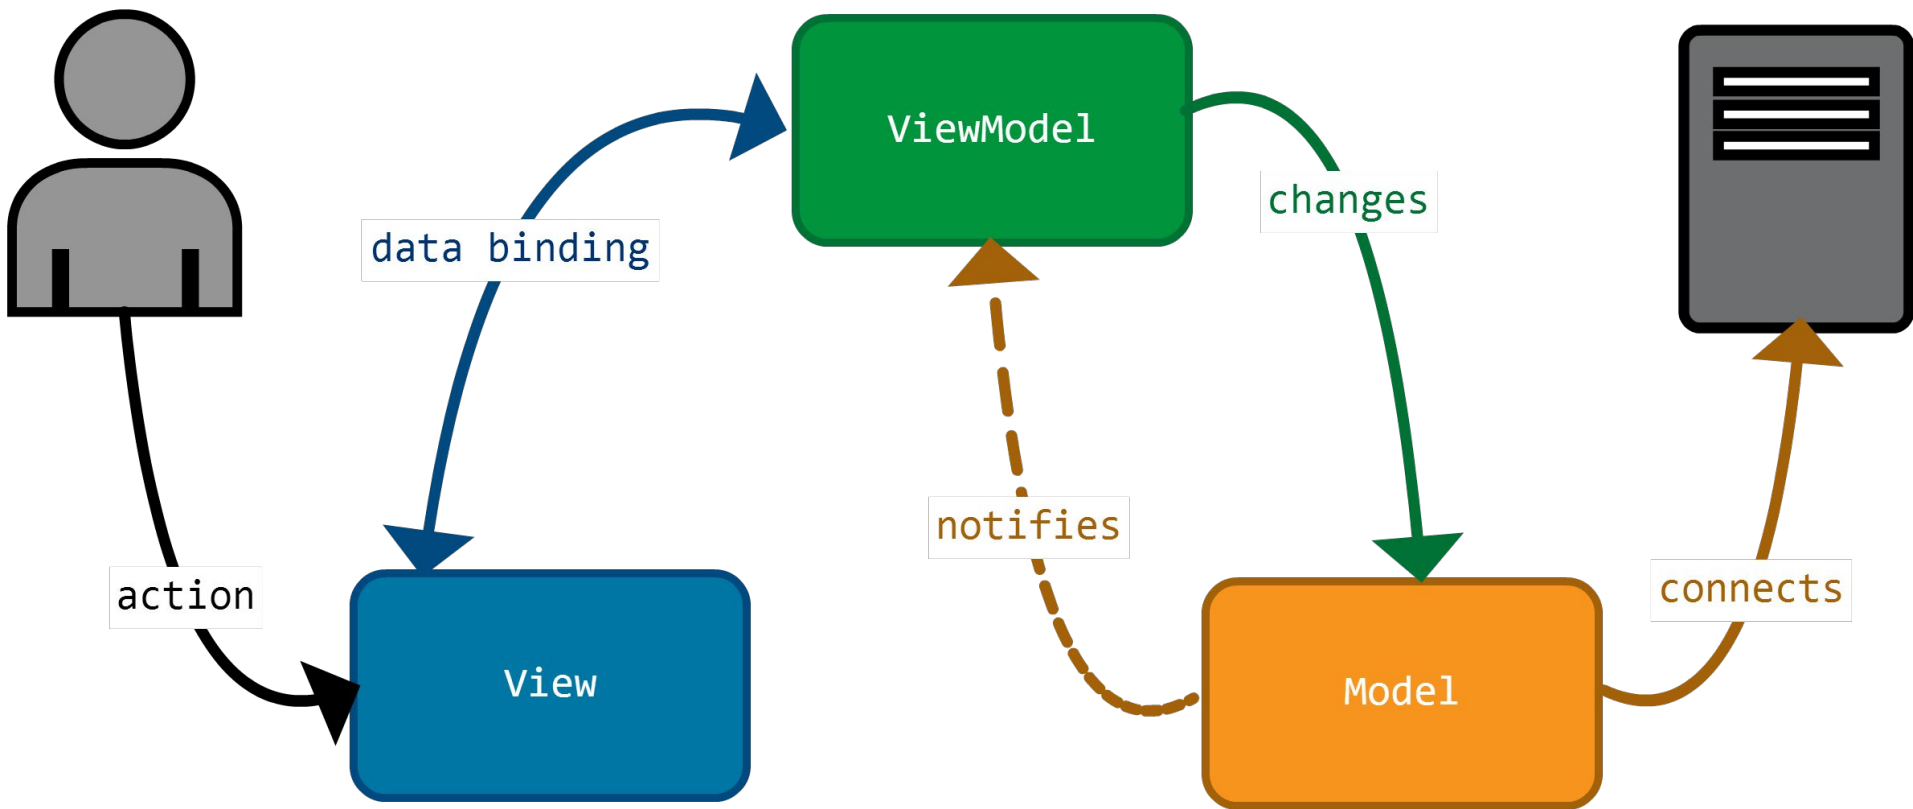 ViewModel
changes
data binding
notifies
connects
action
View
Model